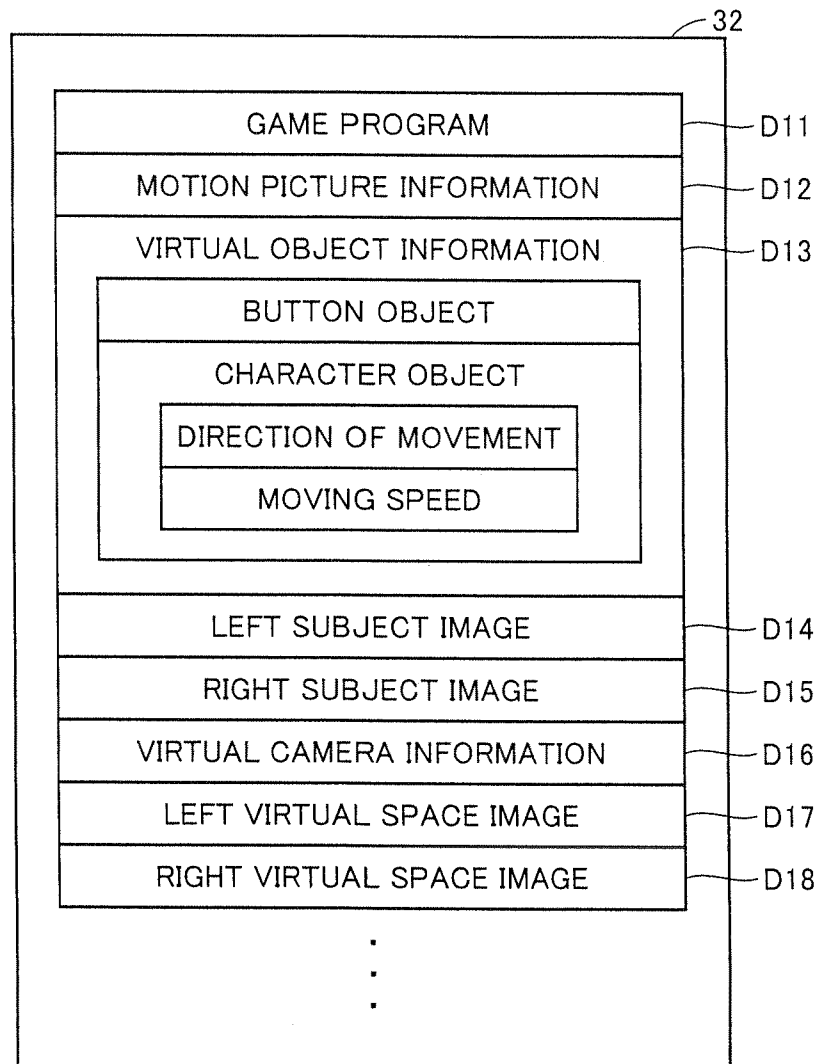 32
GAME PROGRAM D11
MOTION PICTURE INFORMATION D12
VIRTUAL OBJECT INFORMATION D13
BUTTON OBJECT
CHARACTER OBJECT
DIRECTION OF MOVEMENT
MOVING SPEED
LEFT SUBJECT IMAGE D14
RIGHT SUBJECT IMAGE D15
VIRTUAL CAMERA INFORMATION D16
LEFT VIRTUAL SPACE IMAGE D17
RIGHT VIRTUAL SPACE IMAGE D18